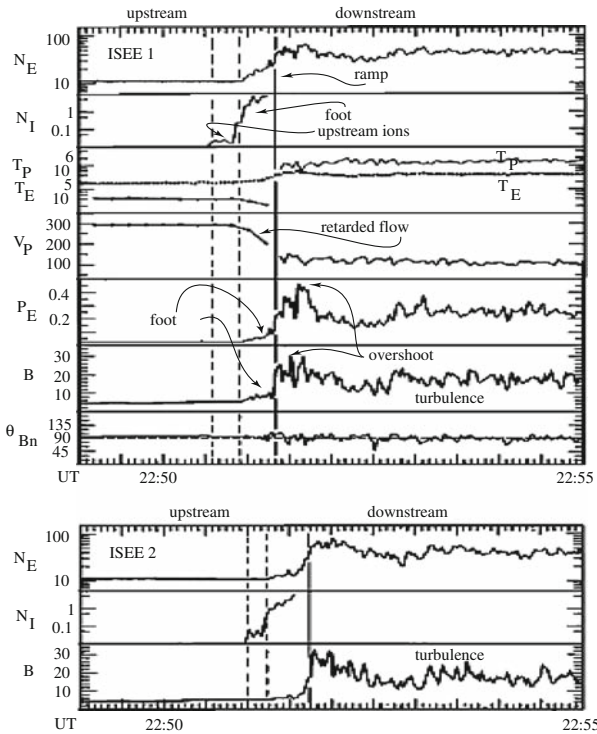 upstream downstream
N_E 100 10 ISEE 1 ramp
N_I 1 0.1 foot upstream ions
T_P T_E 6 10 5 10 T_P T_E
V_P 300 200 100 retarded flow
P_E 0.4 0.2 foot
B 30 20 10 overshoot turbulence
θ_Bn 135 90 45
UT 22:50 22:55
upstream downstream
N_E 100 10 ISEE 2
N_I 1 0.1
B 30 20 10 turbulence
UT 22:50 22:55